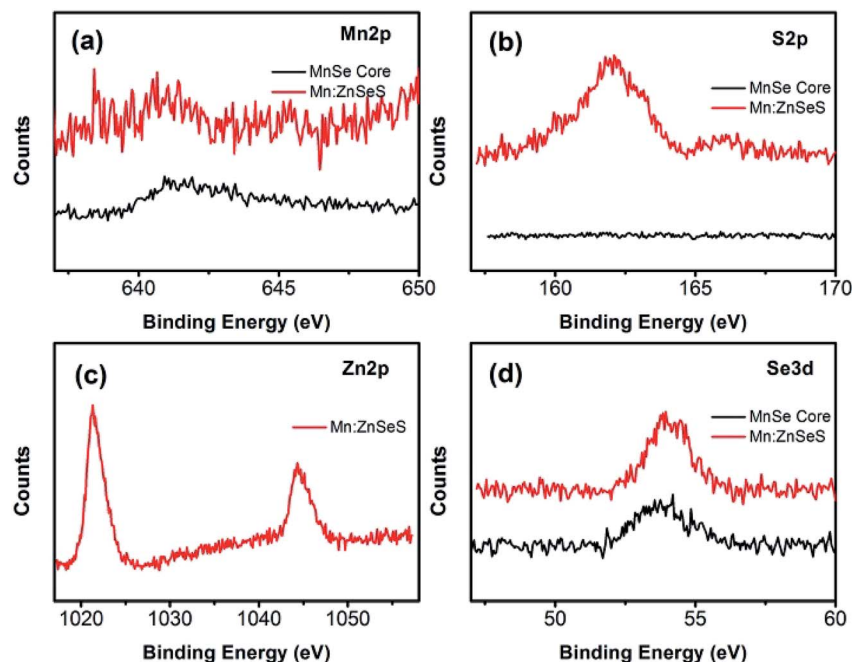 (a)
Mn2p
MnSe Core
Mn:ZnSeS
Counts
640 645 650
Binding Energy (eV)
(b)
S2p
MnSe Core
Mn:ZnSeS
Counts
160 165 170
Binding Energy (eV)
(c)
Zn2p
Mn:ZnSeS
Counts
1020 1030 1040 1050
Binding Energy (eV)
(d)
Se3d
MnSe Core
Mn:ZnSeS
Counts
50 55 60
Binding Energy (eV)